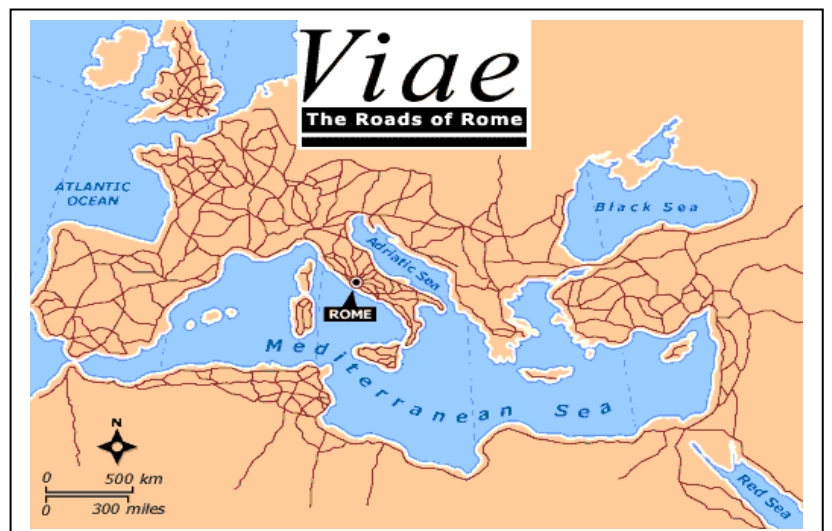 Viae
The Roads of Rome
ATLANTIC
OCEAN
Black Sea
Adriatic Sea
ROME
Mediterranean Sea
N
0 500 km
0 300 miles
Red Sea